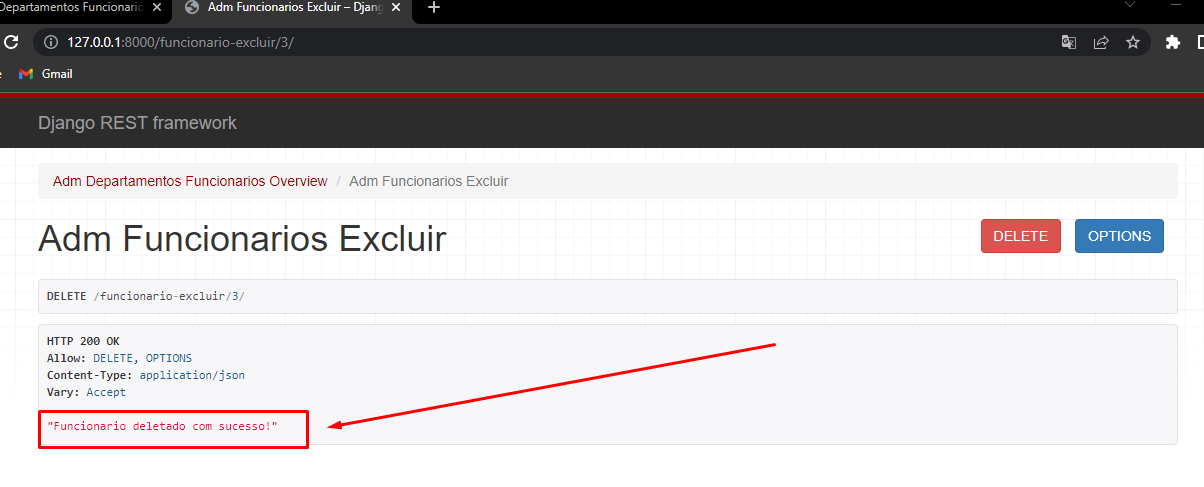 Departamentos Funcionario
Adm Funcionarios Excluir – Djang
127.0.0.1:8000/funcionario-excluir/3/
Gmail
Django REST framework
Adm Departamentos Funcionarios Overview / Adm Funcionarios Excluir
Adm Funcionarios Excluir
DELETE
OPTIONS
DELETE /funcionario-excluir/3/
HTTP 200 OK
Allow: DELETE, OPTIONS
Content-Type: application/json
Vary: Accept
"Funcionario deletado com sucesso!"